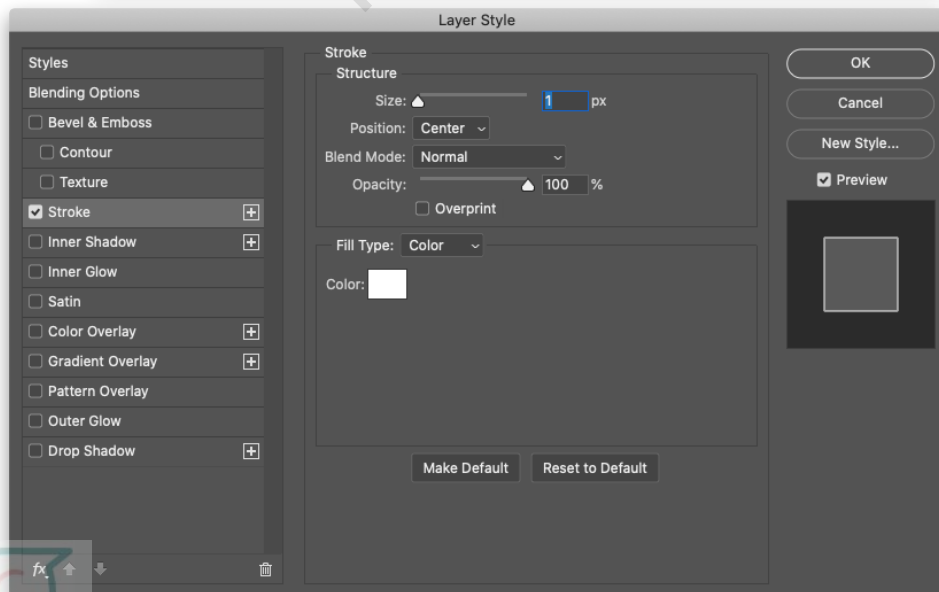 Layer Style
Styles
Blending Options
Bevel & Emboss
Contour
Texture
Stroke
Inner Shadow
Inner Glow
Satin
Color Overlay
Gradient Overlay
Pattern Overlay
Outer Glow
Drop Shadow
fx
Stroke
Structure
Size: 1 px
Position: Center
Blend Mode: Normal
Opacity: 100 %
Overprint
Fill Type: Color
Color:
Make Default Reset to Default
OK
Cancel
New Style...
Preview